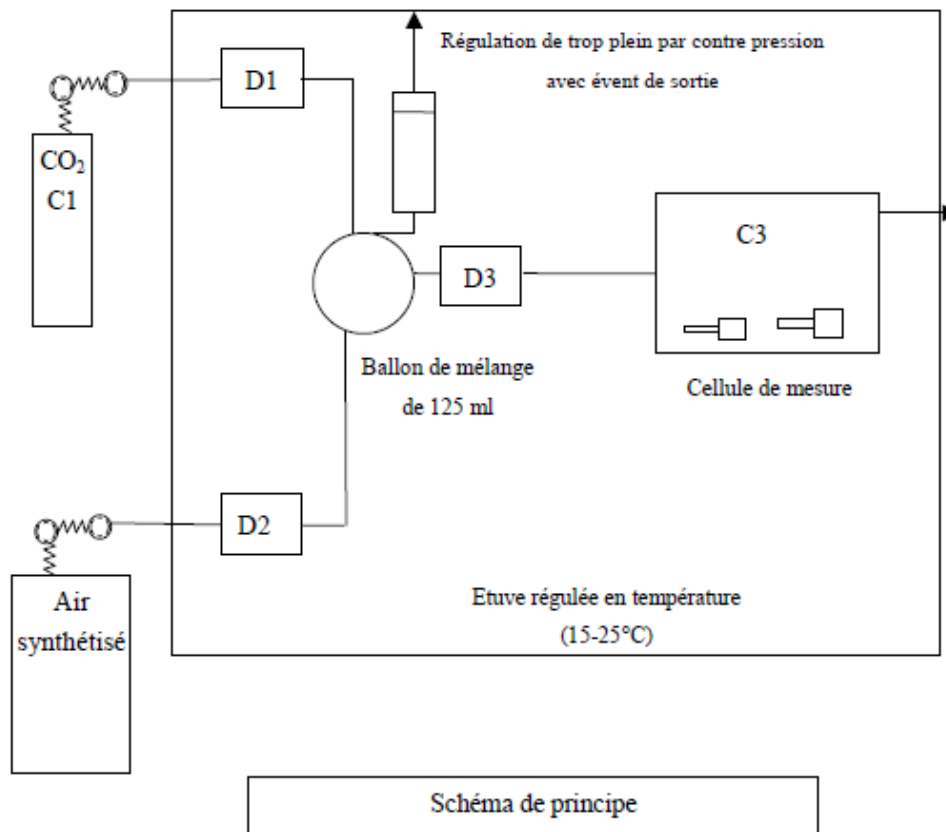 Régulation de trop plein par contre pression
avec évent de sortie
D1
CO₂
C1
C3
D3
Ballon de mélange
de 125 ml
Cellule de mesure
D2
Air
synthétisé
Etuve régulée en température
(15-25°C)
Schéma de principe